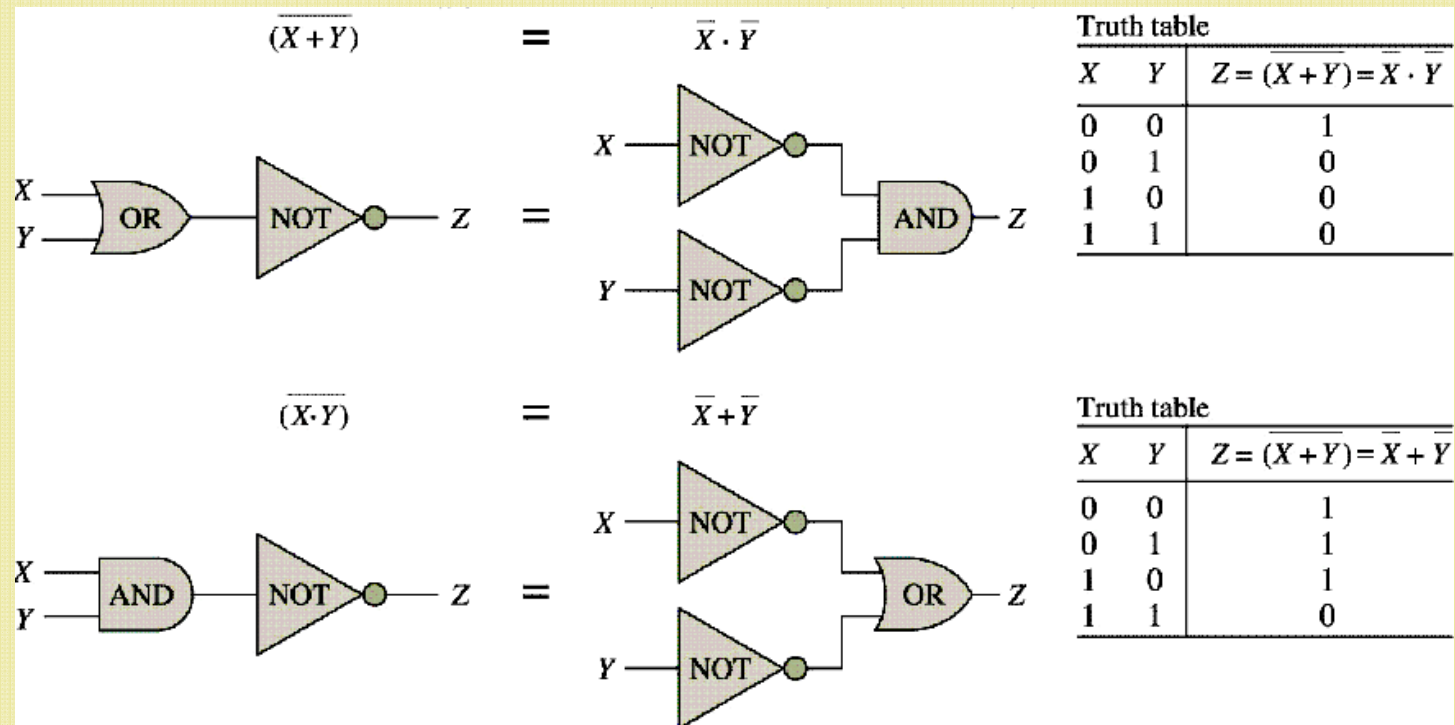 (X̅ ̅+̅ ̅Y̅) = X̅ · Y̅
X
Y
OR
NOT
Z
=
X
NOT
Y
NOT
AND
Z
Truth table
X Y Z = (X̅ ̅+̅ ̅Y̅) = X̅ · Y̅
0 0 1
0 1 0
1 0 0
1 1 0
(X̅·̅Y̅) = X̅ + Y̅
X
Y
AND
NOT
Z
=
X
NOT
Y
NOT
OR
Z
Truth table
X Y Z = (X̅ ̅+̅ ̅Y̅) = X̅ + Y̅
0 0 1
0 1 1
1 0 1
1 1 0